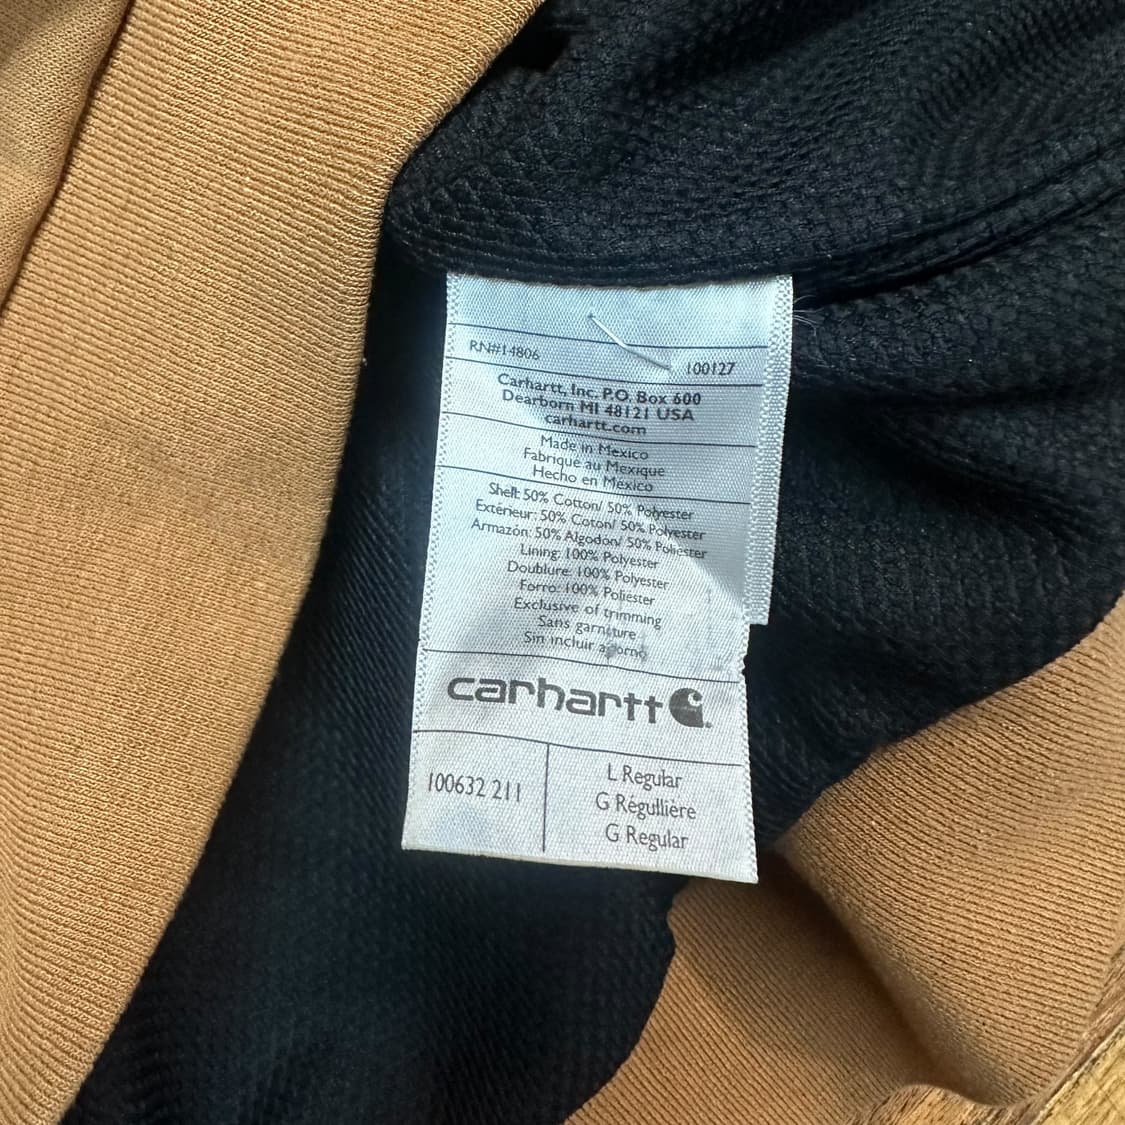 RN#14806 100127
Carhartt, Inc. P.O. Box 600
Dearborn MI 48121 USA
carhartt.com
Made in Mexico
Fabriqué au Mexique
Hecho en México
Shell: 50% Cotton/ 50% Polyester
Extérieur: 50% Coton/ 50% Polyester
Armazón: 50% Algodon/ 50% Poliester
Lining: 100% Polyester
Doublure: 100% Polyester
Forro: 100% Poliester
Exclusive of trimming
Sans garniture
Sin incluir adorno
carhartt
100632 211
L Regular
G Régullière
G Regular